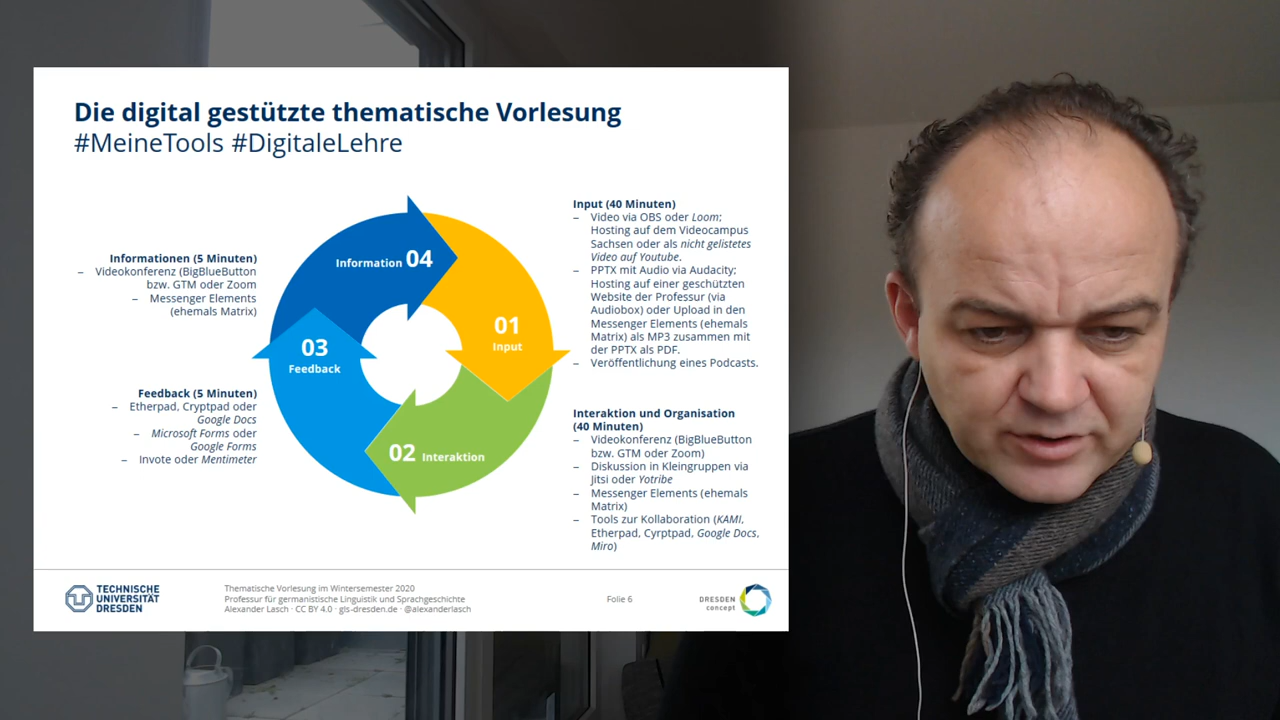 Die digital gestützte thematische Vorlesung
#MeineTools #DigitaleLehre
Informationen (5 Minuten)
– Videokonferenz (BigBlueButton
bzw. GTM oder Zoom
– Messenger Elements
(ehemals Matrix)
Feedback (5 Minuten)
– Etherpad, Cryptpad oder
Google Docs
– Microsoft Forms oder
Google Forms
– Invote oder Mentimeter
Information 04
01
Input
03
Feedback
02 Interaktion
Input (40 Minuten)
– Video via OBS oder Loom;
Hosting auf dem Videocampus
Sachsen oder als nicht gelistetes
Video auf Youtube.
– PPTX mit Audio via Audacity;
Hosting auf einer geschützten
Website der Professur (via
Audiobox) oder Upload in den
Messenger Elements (ehemals
Matrix) als MP3 zusammen mit
der PPTX als PDF.
– Veröffentlichung eines Podcasts.
Interaktion und Organisation
(40 Minuten)
– Videokonferenz (BigBlueButton
bzw. GTM oder Zoom)
– Diskussion in Kleingruppen via
Jitsi oder Yotribe
– Messenger Elements (ehemals
Matrix)
– Tools zur Kollaboration (KAMI,
Etherpad, Cyrptpad, Google Docs,
Miro)
TECHNISCHE
UNIVERSITÄT
DRESDEN
Thematische Vorlesung im Wintersemester 2020
Professur für germanistische Linguistik und Sprachgeschichte
Alexander Lasch · CC BY 4.0 · gls-dresden.de · @alexanderlasch
Folie 6
DRESDEN
concept